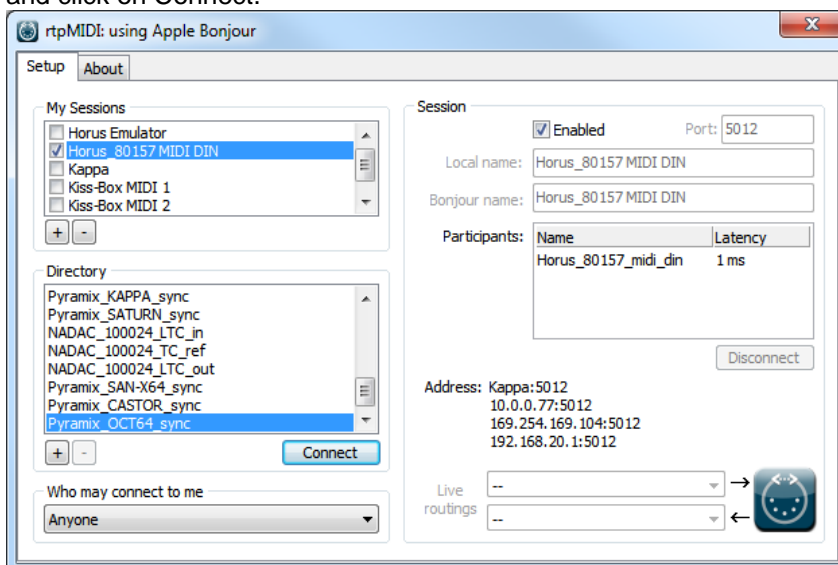 and click on Connect.
rtpMIDI: using Apple Bonjour
Setup About
My Sessions
Horus Emulator
Horus_80157 MIDI DIN
Kappa
Kiss-Box MIDI 1
Kiss-Box MIDI 2
+ -
Directory
Pyramix_KAPPA_sync
Pyramix_SATURN_sync
NADAC_100024_LTC_in
NADAC_100024_TC_ref
NADAC_100024_LTC_out
Pyramix_SAN-X64_sync
Pyramix_CASTOR_sync
Pyramix_OCT64_sync
+ - Connect
Who may connect to me
Anyone
Session
Enabled Port: 5012
Local name: Horus_80157 MIDI DIN
Bonjour name: Horus_80157 MIDI DIN
Participants: Name Latency
Horus_80157_midi_din 1 ms
Disconnect
Address: Kappa:5012
10.0.0.77:5012
169.254.169.104:5012
192.168.20.1:5012
Live
routings
--
--